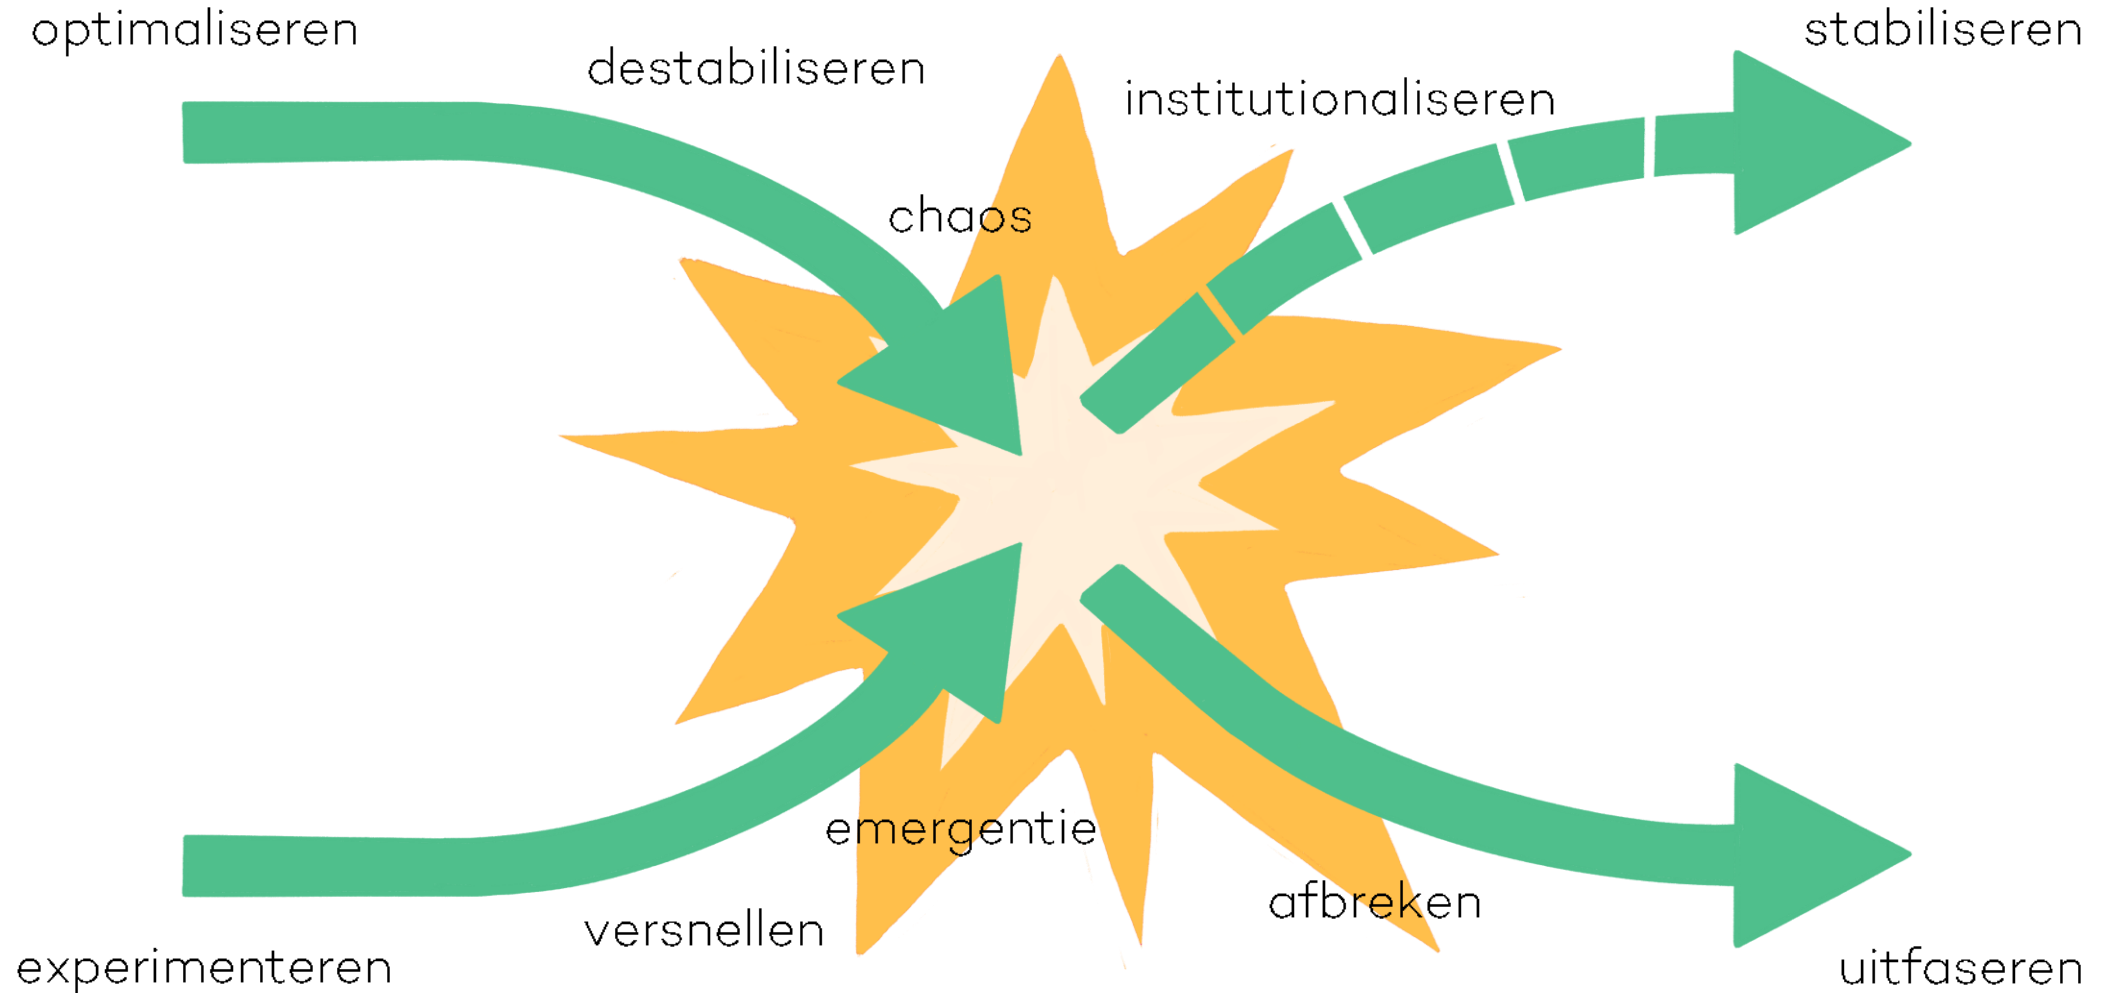 optimaliseren
destabiliseren
chaos
institutionaliseren
stabiliseren
experimenteren
versnellen
emergentie
afbreken
uitfaseren